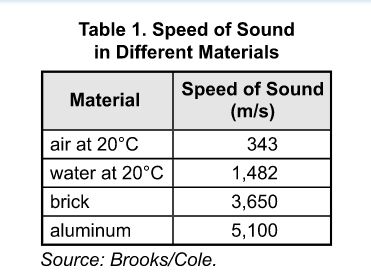 Table 1. Speed of Sound
in Different Materials
Material
Speed of Sound
(m/s)
air at 20°C 343
water at 20°C 1,482
brick 3,650
aluminum 5,100
Source: Brooks/Cole.